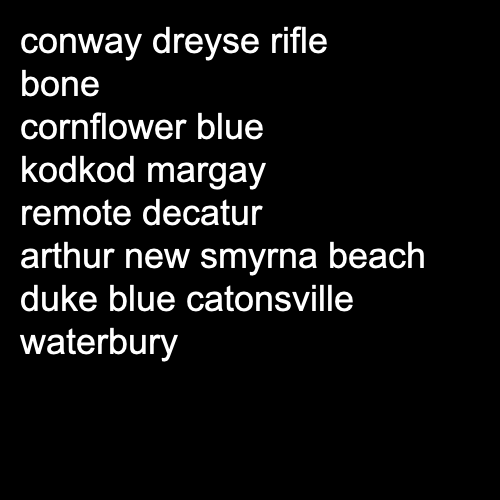 conway dreyse rifle
bone
cornflower blue
kodkod margay
remote decatur
arthur new smyrna beach
duke blue catonsville
waterbury